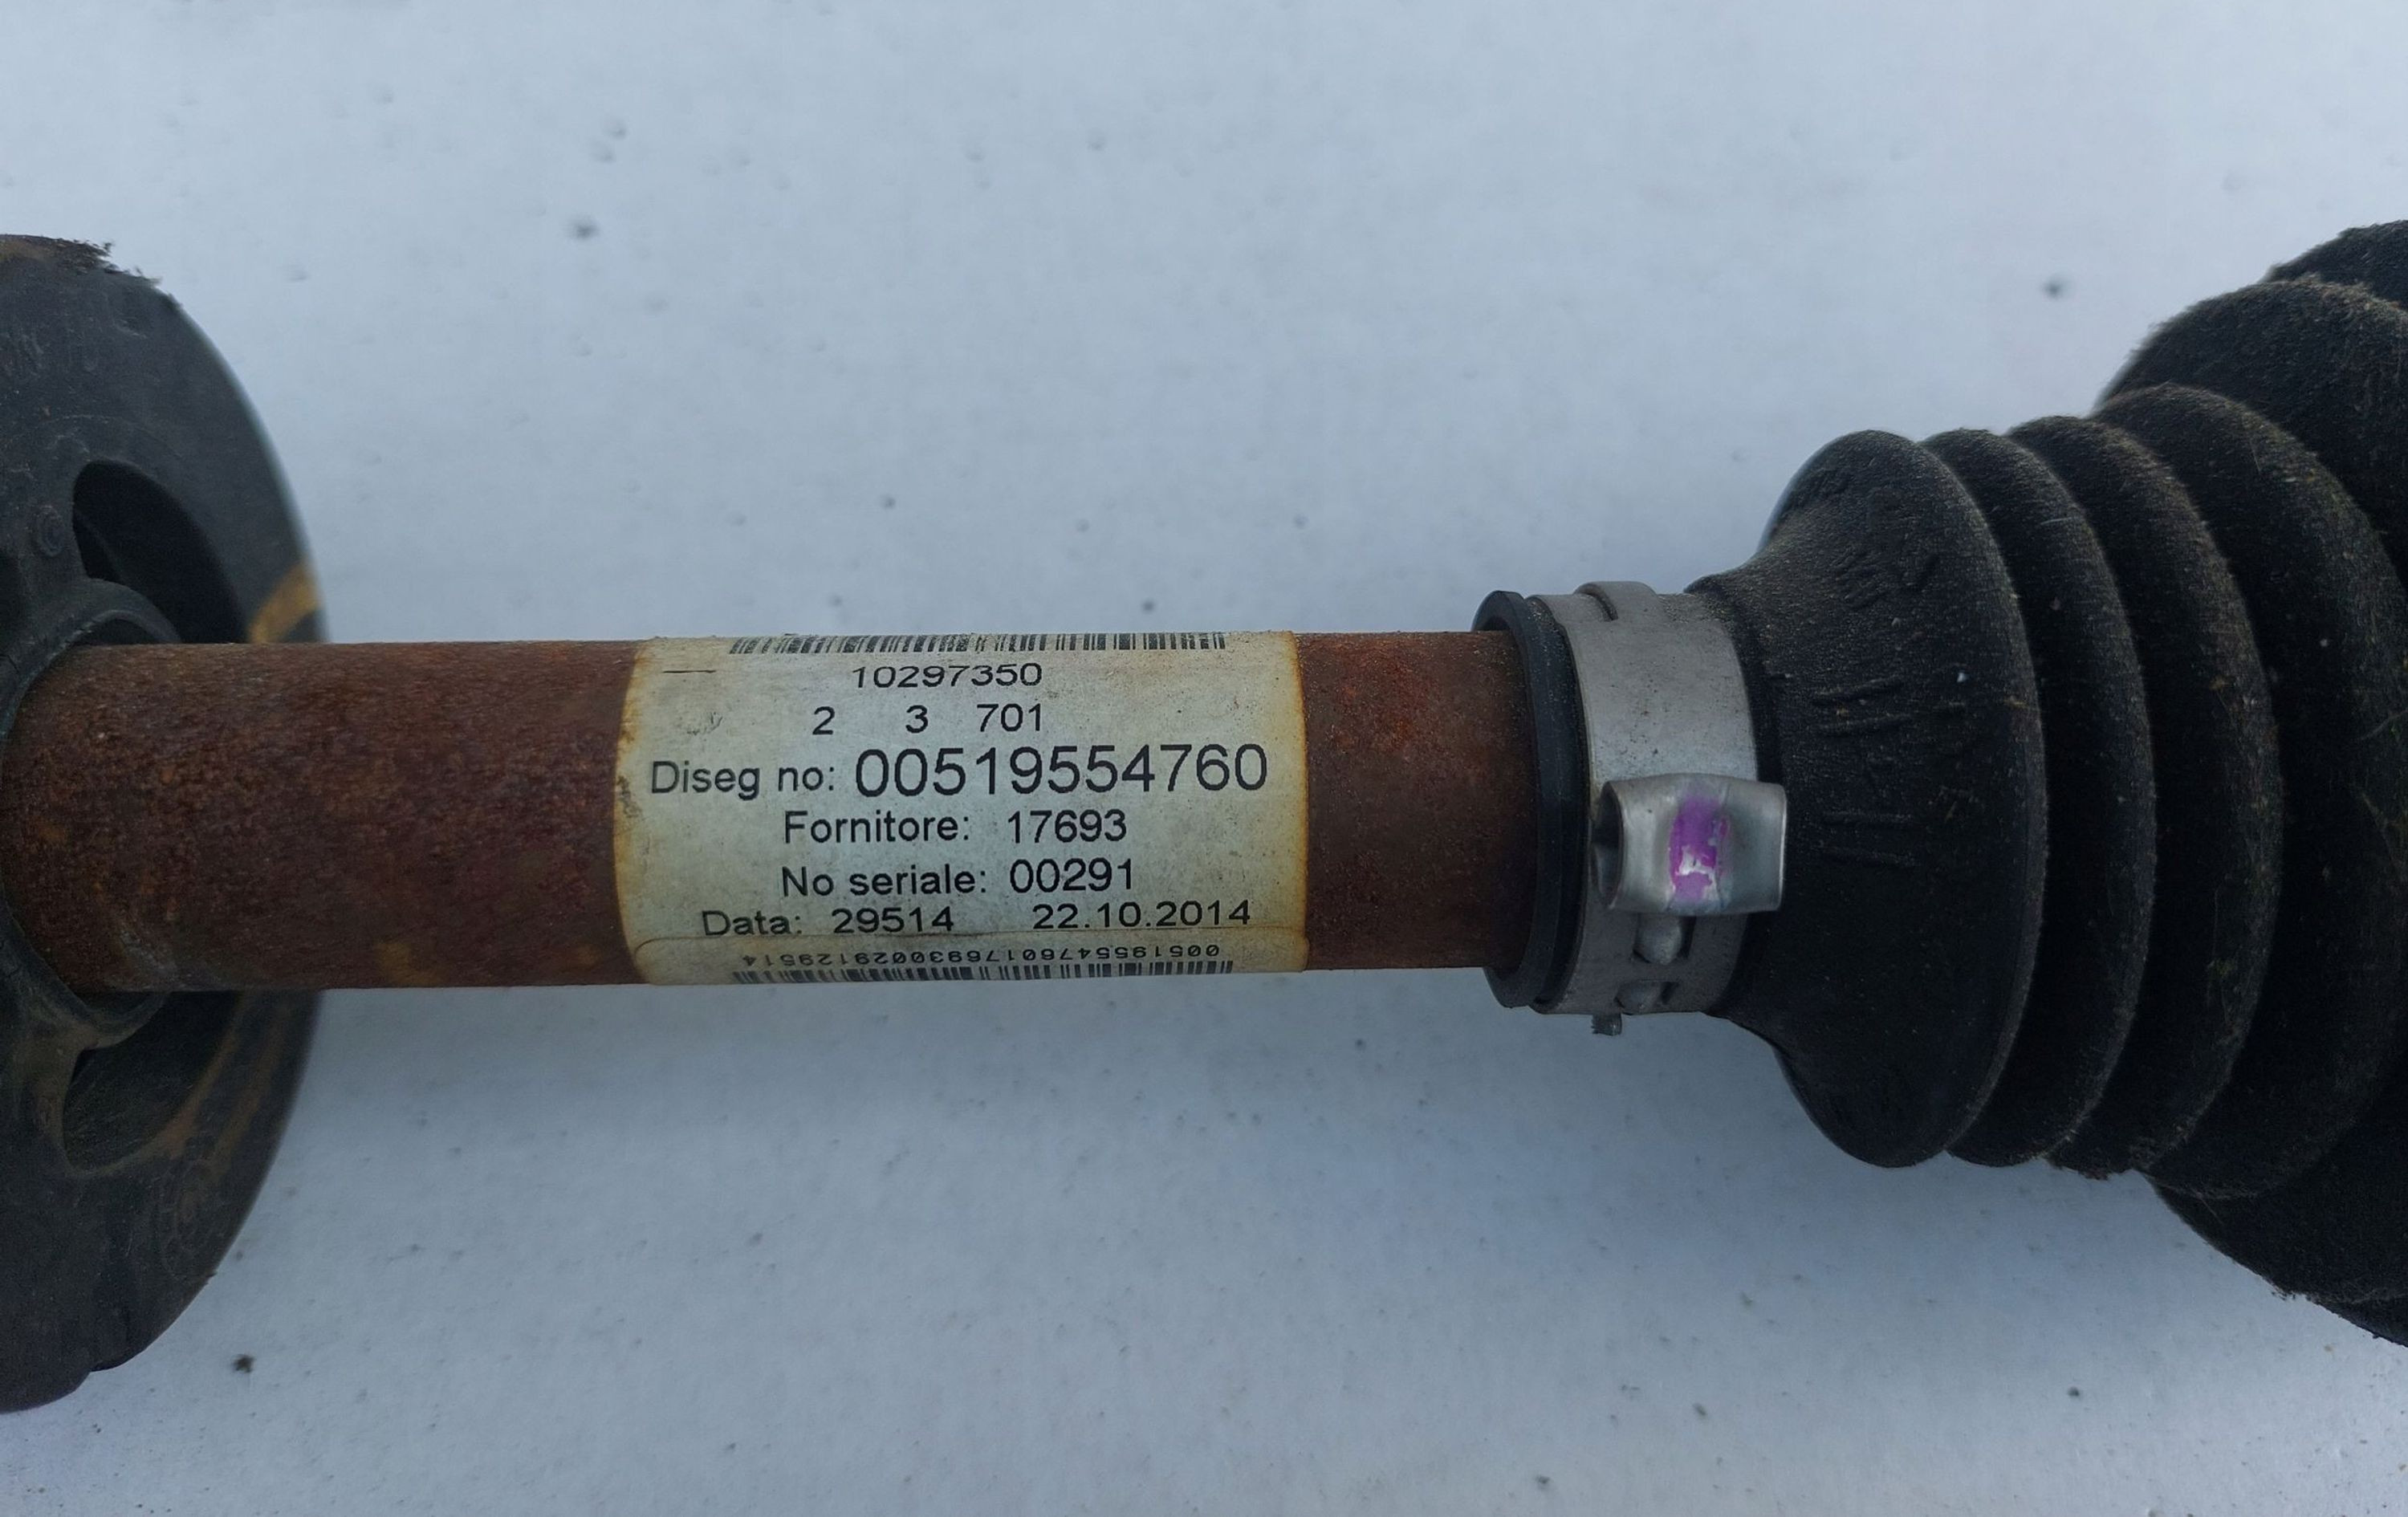 10297350
2 3 701
Diseg no: 00519554760
Fornitore: 17693
No seriale: 00291
Data: 29514 22.10.2014
00519554760176930029129514